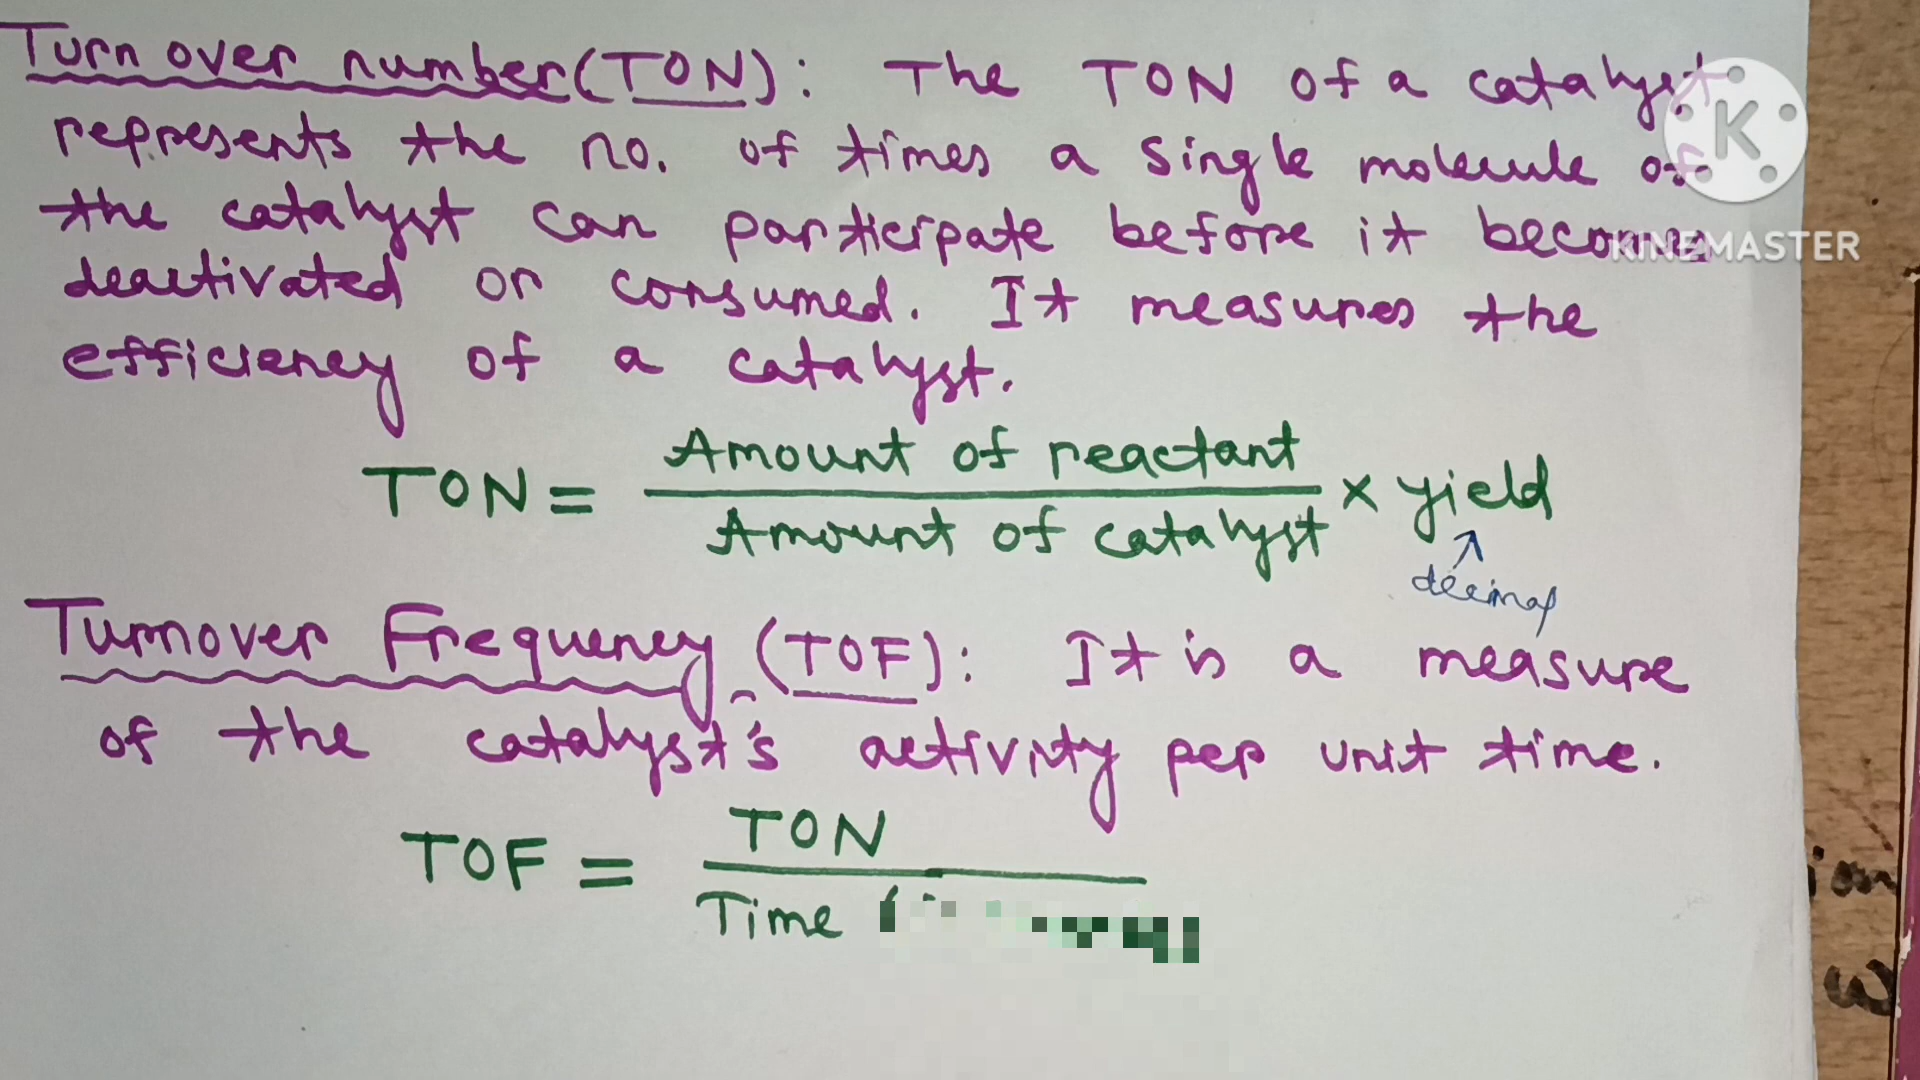 Turn over number (TON): The TON of a catalyst
represents the no. of times a single molecule of
the catalyst can participate before it becomes
deactivated or consumed. It measures the
efficiency of a catalyst.
TON = Amount of reactant / Amount of catalyst × yield
decimal
Turnover Frequency (TOF): It is a measure
of the catalyst's activity per unit time.
TOF = TON / Time
K
KINEMASTER
ion
W